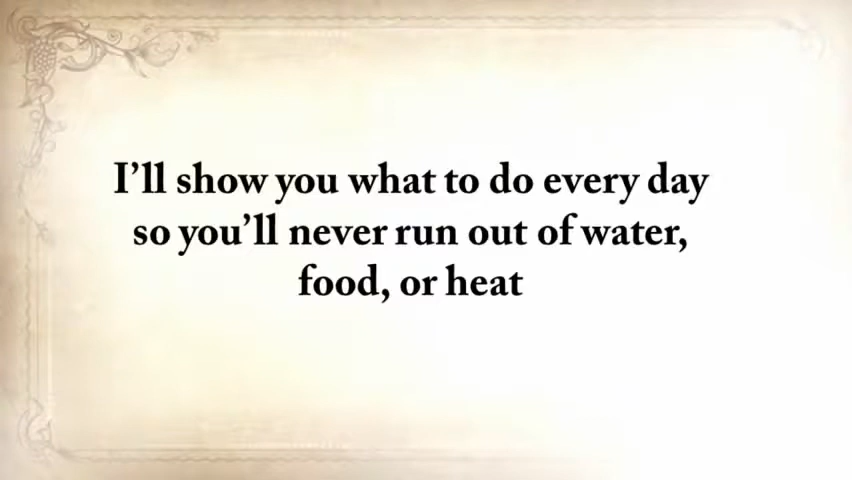 I'll show you what to do every day
so you'll never run out of water,
food, or heat